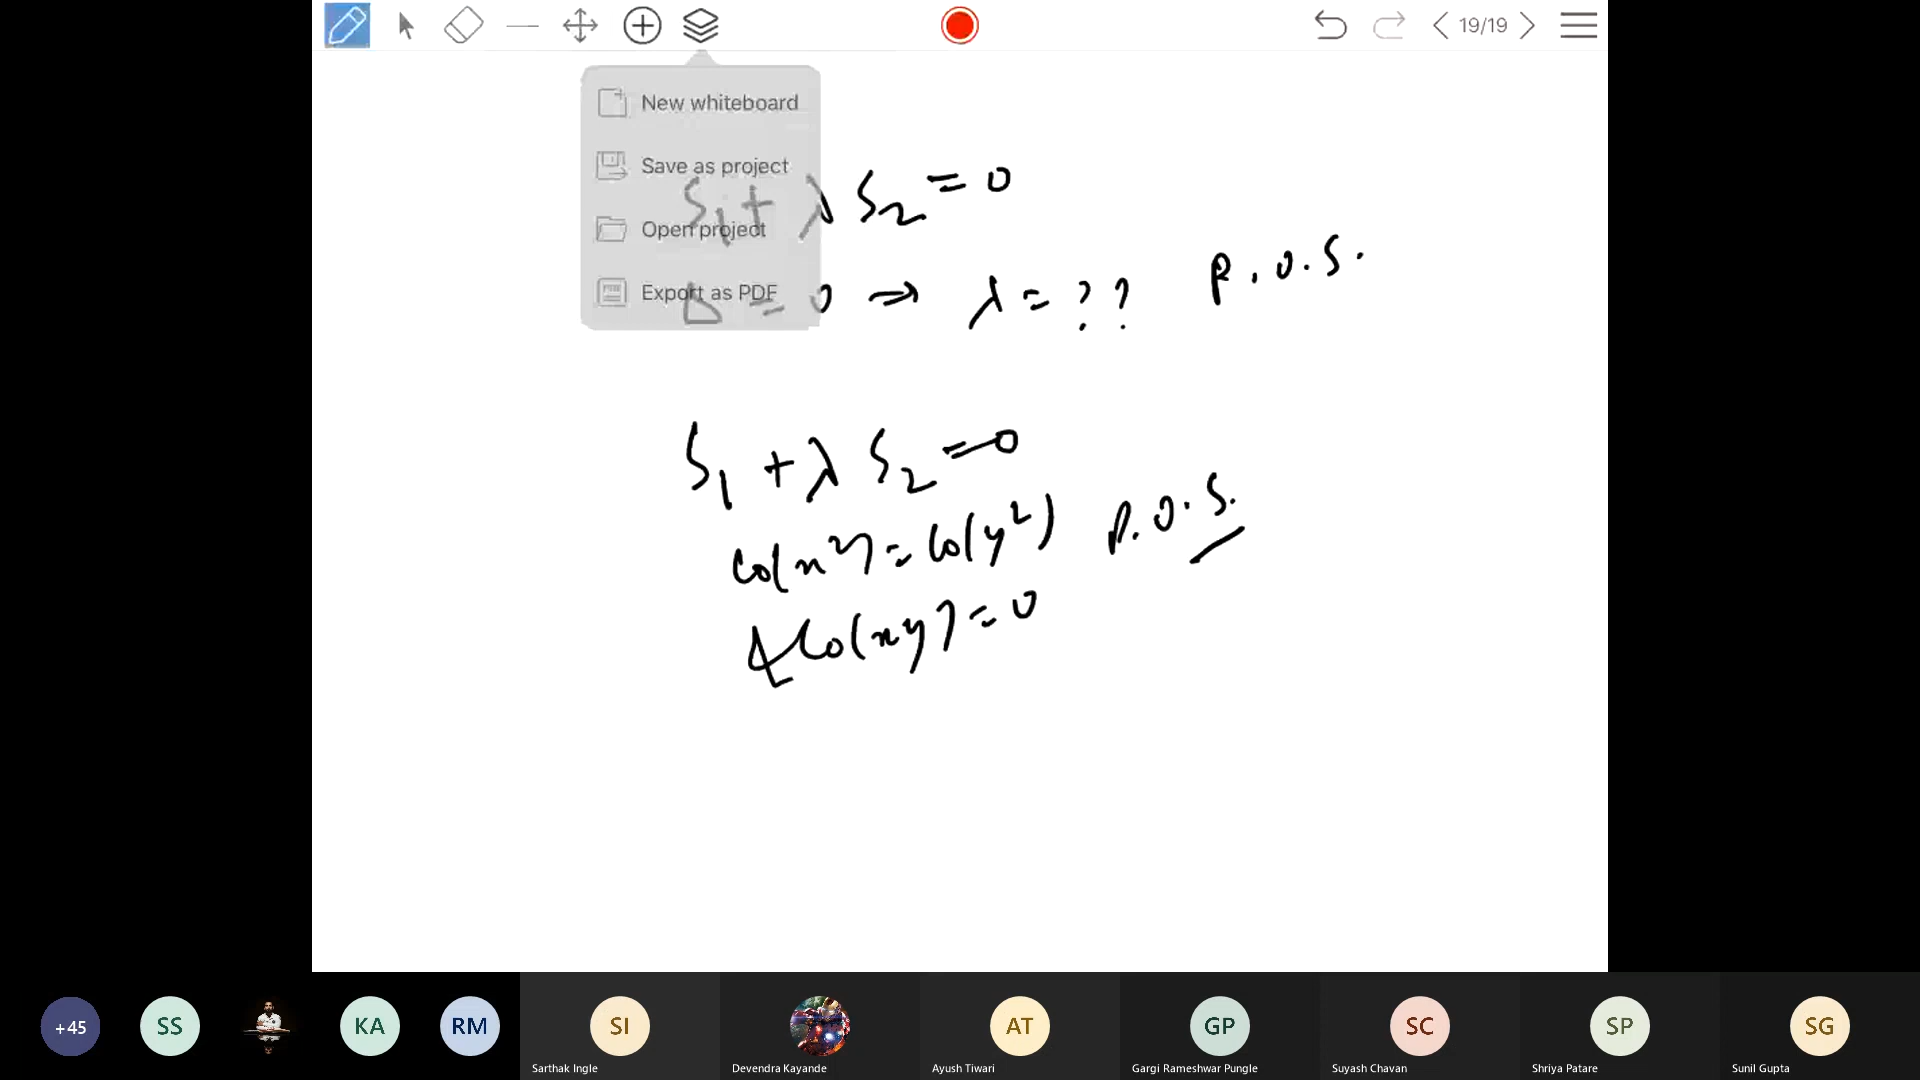 19/19
New whiteboard
Save as project
Open project
Export as PDF
S₁ + λ S₂ = 0
Δ = 0 ⇒ λ = ?? P.O.S.
S₁ + λ S₂ = 0
Co(x²) = Co(y²) P.O.S.
& Co(xy) = 0
+45 SS KA RM SI AT GP SC SP SG
Sarthak Ingle Devendra Kayande Ayush Tiwari Gargi Rameshwar Pungle Suyash Chavan Shriya Patare Sunil Gupta